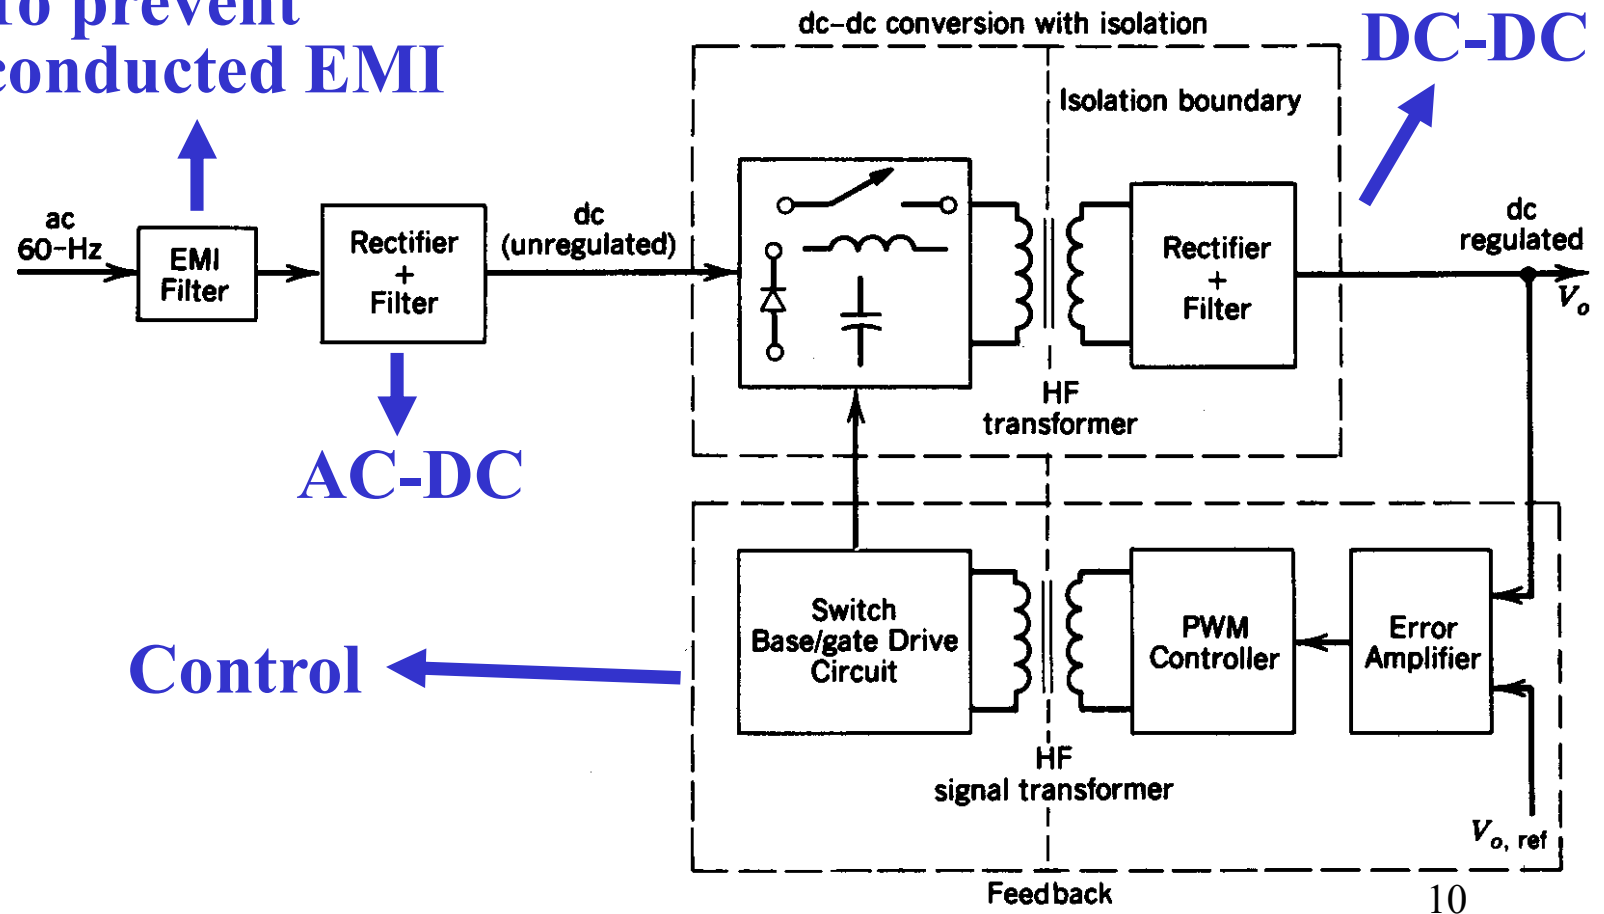 To prevent
conducted EMI
dc-dc conversion with isolation
DC-DC
Isolation boundary
ac
60-Hz
EMI
Filter
Rectifier
+
Filter
dc
(unregulated)
Rectifier
+
Filter
dc
regulated
Vo
HF
transformer
AC-DC
Control
Switch
Base/gate Drive
Circuit
PWM
Controller
Error
Amplifier
HF
signal transformer
Vo, ref
Feedback
10